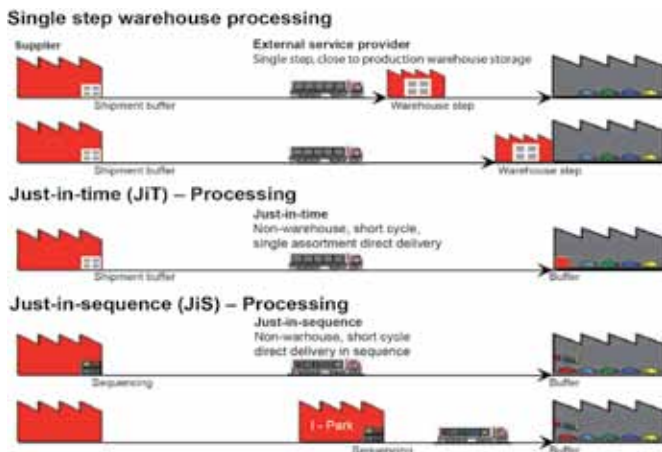 Single step warehouse processing
Supplier
External service provider
Single step, close to production warehouse storage
Shipment buffer
Warehouse step
Shipment buffer
Warehouse step
Just-in-time (JiT) – Processing
Just-in-time
Non-warehouse, short cycle,
single assortment direct delivery
Shipment buffer
Buffer
Just-in-sequence (JiS) – Processing
Just-in-sequence
Non-warhouse, short cycle
direct delivery in sequence
Sequencing
Buffer
I - Park
Sequencing
Buffer